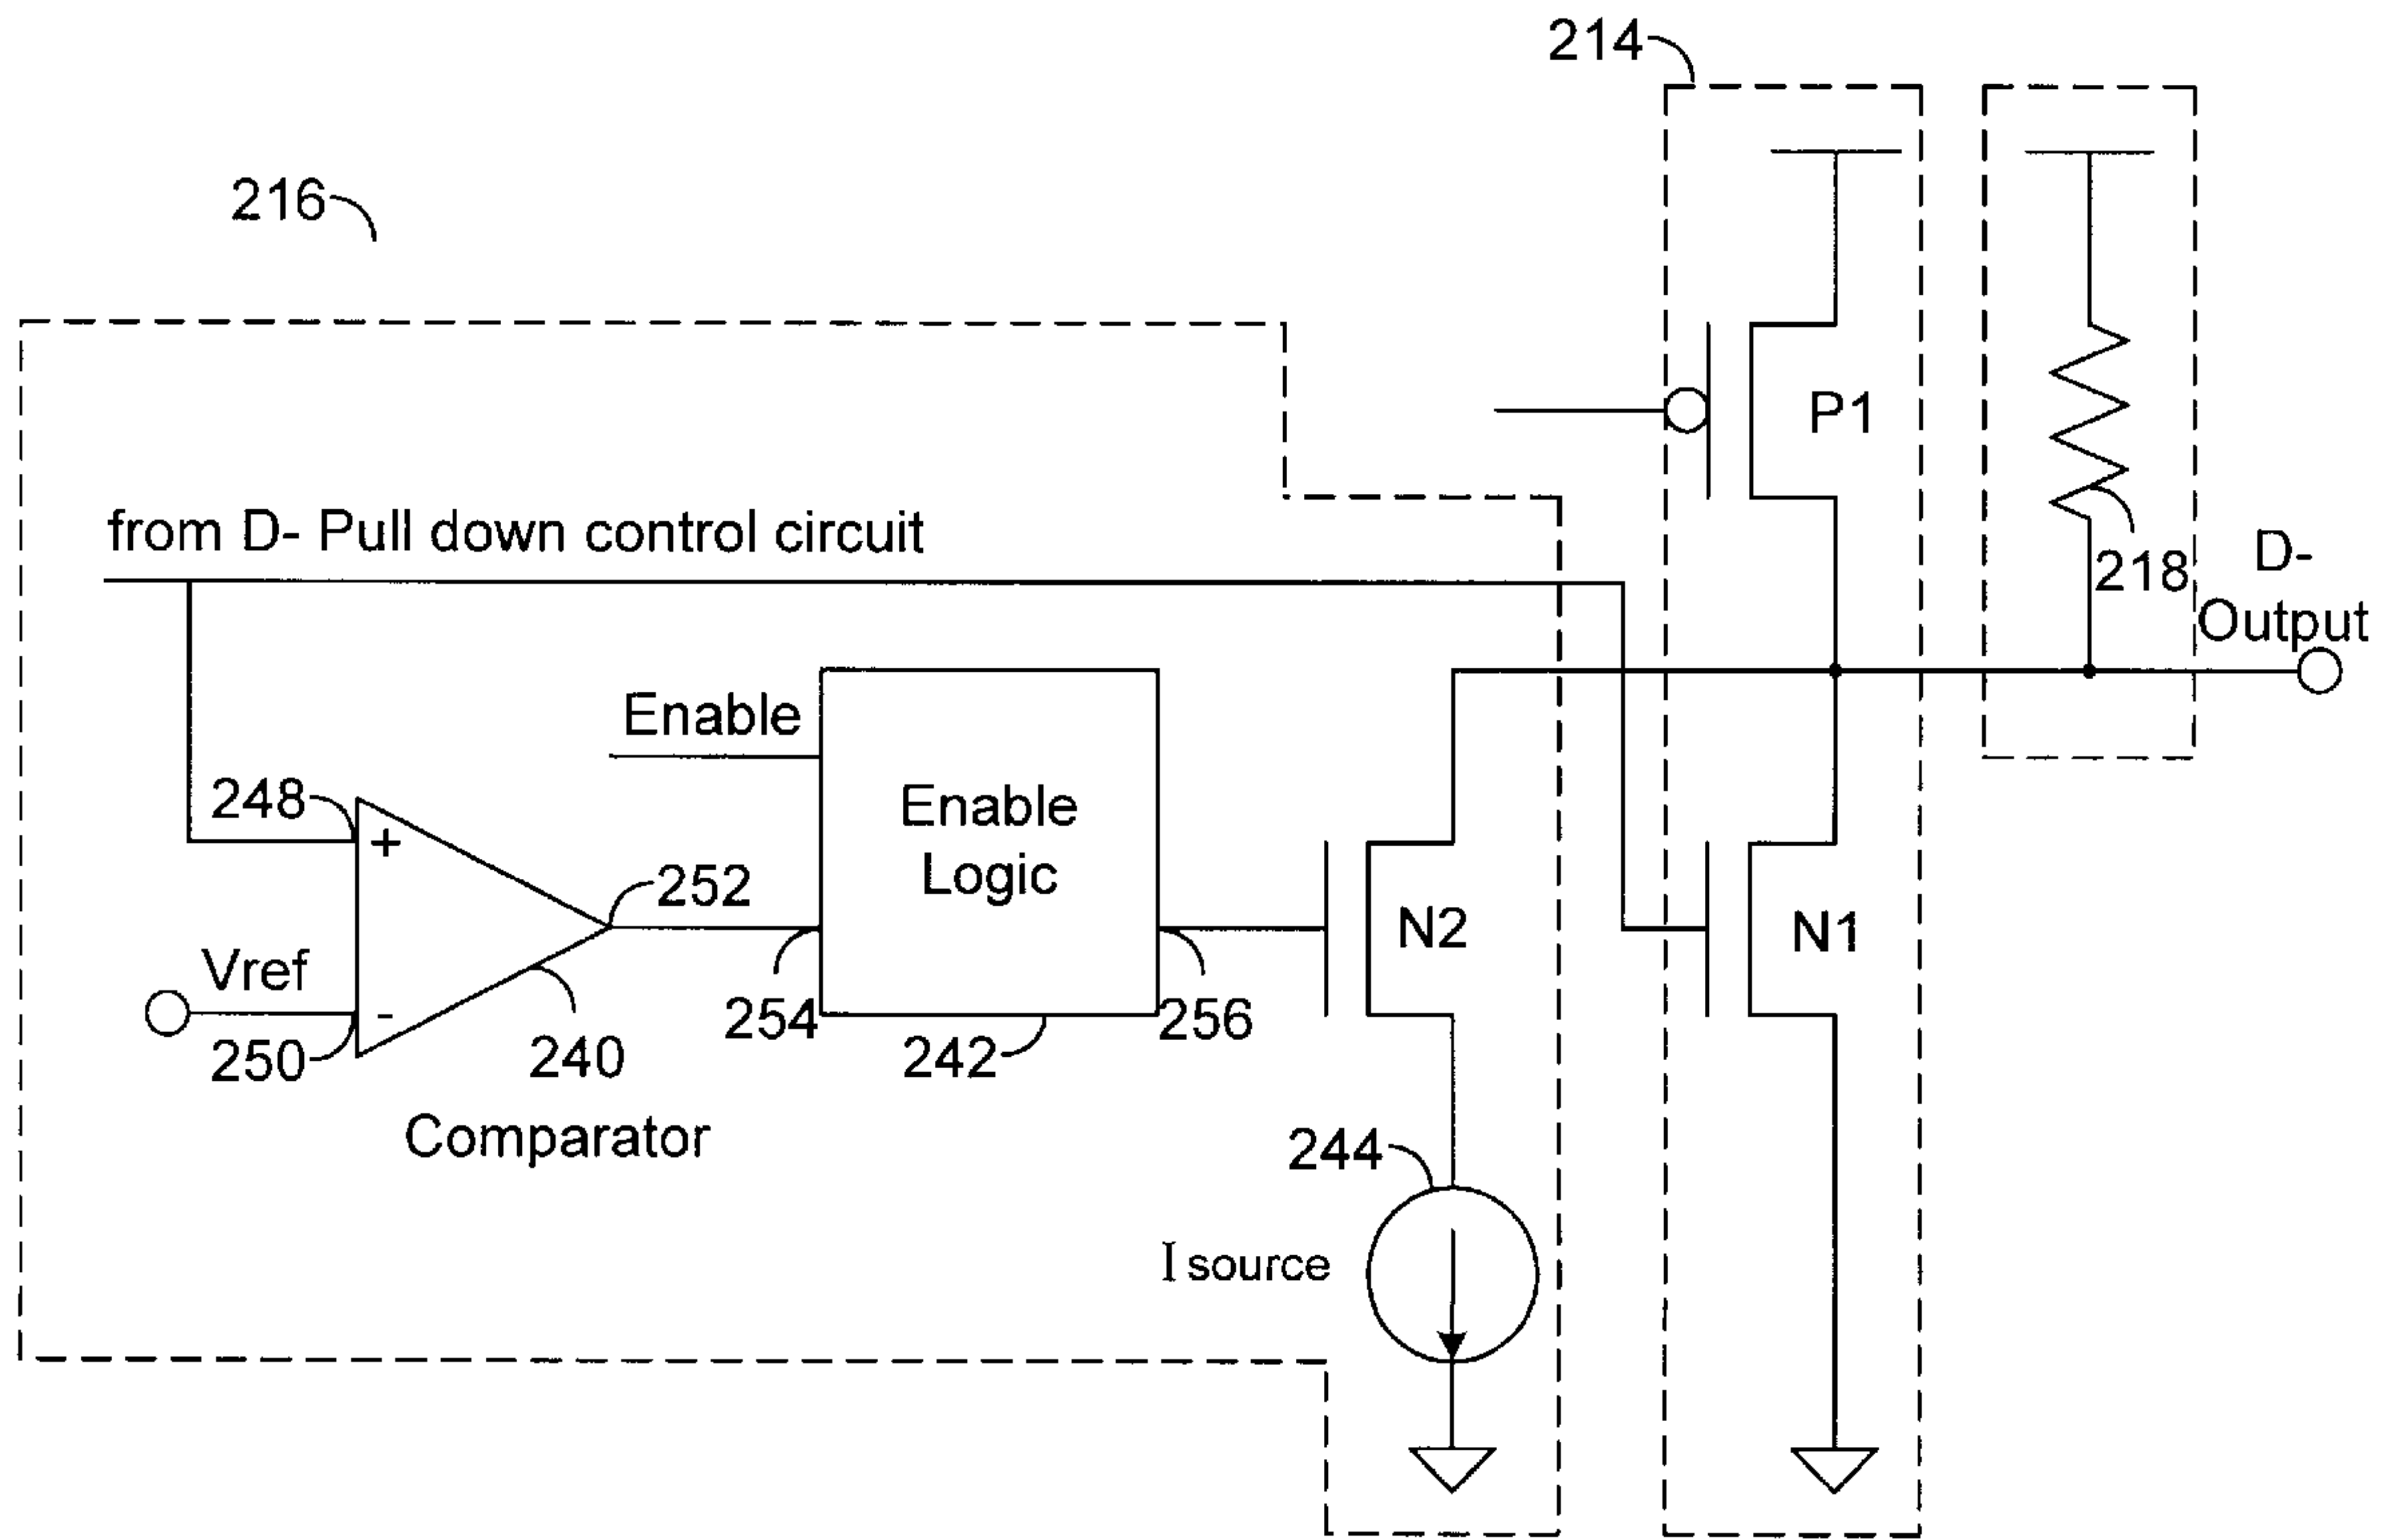 214
216
P1
from D- Pull down control circuit
218
D-
Output
Enable
Enable
Logic
248
+
252
N2
N1
Vref
-
250
240
254
242
256
Comparator
244
I source